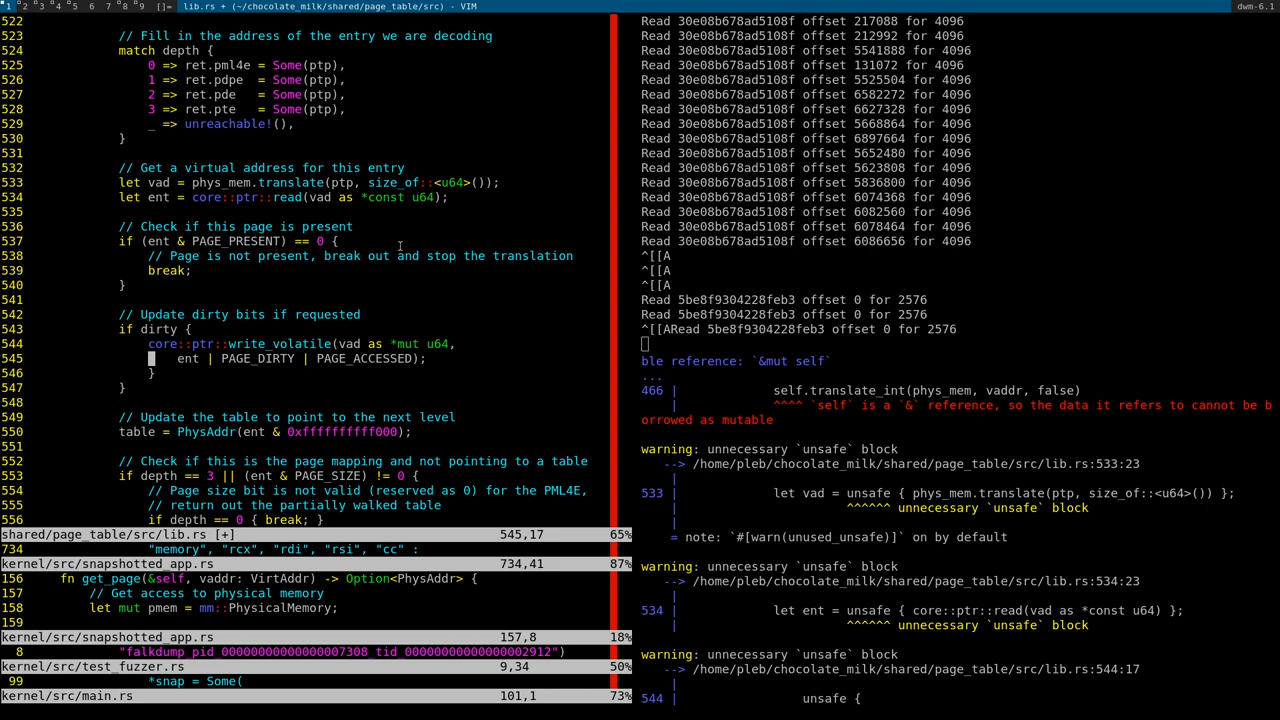 1 2 3 4 5 6 7 8 9 []= lib.rs + (~/chocolate_milk/shared/page_table/src) - VIM dwm-6.1
522
523 // Fill in the address of the entry we are decoding
524 match depth {
525 0 => ret.pml4e = Some(ptp),
526 1 => ret.pdpe  = Some(ptp),
527 2 => ret.pde   = Some(ptp),
528 3 => ret.pte   = Some(ptp),
529 _ => unreachable!(),
530 }
531
532 // Get a virtual address for this entry
533 let vad = phys_mem.translate(ptp, size_of::<u64>());
534 let ent = core::ptr::read(vad as *const u64);
535
536 // Check if this page is present
537 if (ent & PAGE_PRESENT) == 0 {
538 // Page is not present, break out and stop the translation
539 break;
540 }
541
542 // Update dirty bits if requested
543 if dirty {
544 core::ptr::write_volatile(vad as *mut u64,
545 ent | PAGE_DIRTY | PAGE_ACCESSED);
546 }
547 }
548
549 // Update the table to point to the next level
550 table = PhysAddr(ent & 0xffffffffff000);
551
552 // Check if this is the page mapping and not pointing to a table
553 if depth == 3 || (ent & PAGE_SIZE) != 0 {
554 // Page size bit is not valid (reserved as 0) for the PML4E,
555 // return out the partially walked table
556 if depth == 0 { break; }
shared/page_table/src/lib.rs [+] 545,17 65%
734 "memory", "rcx", "rdi", "rsi", "cc" :
kernel/src/snapshotted_app.rs 734,41 87%
156 fn get_page(&self, vaddr: VirtAddr) -> Option<PhysAddr> {
157 // Get access to physical memory
158 let mut pmem = mm::PhysicalMemory;
159
kernel/src/snapshotted_app.rs 157,8 18%
8 "falkdump_pid_00000000000000007308_tid_00000000000000002912")
kernel/src/test_fuzzer.rs 9,34 50%
99 *snap = Some(
kernel/src/main.rs 101,1 73%
Read 30e08b678ad5108f offset 217088 for 4096
Read 30e08b678ad5108f offset 212992 for 4096
Read 30e08b678ad5108f offset 5541888 for 4096
Read 30e08b678ad5108f offset 131072 for 4096
Read 30e08b678ad5108f offset 5525504 for 4096
Read 30e08b678ad5108f offset 6582272 for 4096
Read 30e08b678ad5108f offset 6627328 for 4096
Read 30e08b678ad5108f offset 5668864 for 4096
Read 30e08b678ad5108f offset 6897664 for 4096
Read 30e08b678ad5108f offset 5652480 for 4096
Read 30e08b678ad5108f offset 5623808 for 4096
Read 30e08b678ad5108f offset 5836800 for 4096
Read 30e08b678ad5108f offset 6074368 for 4096
Read 30e08b678ad5108f offset 6082560 for 4096
Read 30e08b678ad5108f offset 6078464 for 4096
Read 30e08b678ad5108f offset 6086656 for 4096
^[[A
^[[A
^[[A
Read 5be8f9304228feb3 offset 0 for 2576
Read 5be8f9304228feb3 offset 0 for 2576
^[[ARead 5be8f9304228feb3 offset 0 for 2576
ble reference: `&mut self`
...
466 | self.translate_int(phys_mem, vaddr, false)
| ^^^^ `self` is a `&` reference, so the data it refers to cannot be b
orrowed as mutable
warning: unnecessary `unsafe` block
--> /home/pleb/chocolate_milk/shared/page_table/src/lib.rs:533:23
|
533 | let vad = unsafe { phys_mem.translate(ptp, size_of::<u64>()) };
| ^^^^^^ unnecessary `unsafe` block
|
= note: `#[warn(unused_unsafe)]` on by default
warning: unnecessary `unsafe` block
--> /home/pleb/chocolate_milk/shared/page_table/src/lib.rs:534:23
|
534 | let ent = unsafe { core::ptr::read(vad as *const u64) };
| ^^^^^^ unnecessary `unsafe` block
warning: unnecessary `unsafe` block
--> /home/pleb/chocolate_milk/shared/page_table/src/lib.rs:544:17
|
544 | unsafe {